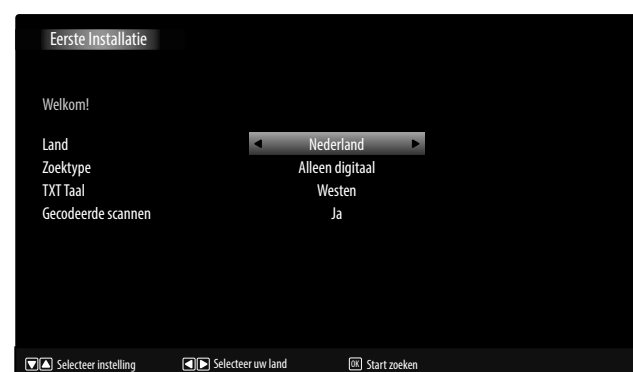 Eerste Installatie
Welkom!
Land Nederland
Zoektype Alleen digitaal
TXT Taal Westen
Gecodeerde scannen Ja
Selecteer instelling Selecteer uw land OK Start zoeken